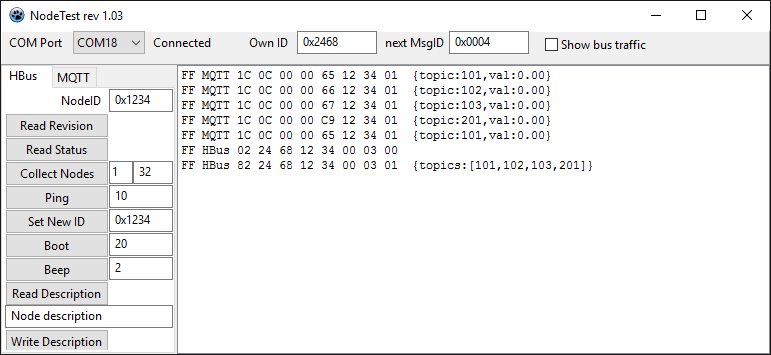 NodeTest rev 1.03
COM Port COM18 Connected Own ID 0x2468 next MsgID 0x0004 Show bus traffic
HBus MQTT
NodeID 0x1234
Read Revision
Read Status
Collect Nodes 1 32
Ping 10
Set New ID 0x1234
Boot 20
Beep 2
Read Description
Node description
Write Description
FF MQTT 1C 0C 00 00 65 12 34 01 {topic:101,val:0.00}
FF MQTT 1C 0C 00 00 66 12 34 01 {topic:102,val:0.00}
FF MQTT 1C 0C 00 00 67 12 34 01 {topic:103,val:0.00}
FF MQTT 1C 0C 00 00 C9 12 34 01 {topic:201,val:0.00}
FF MQTT 1C 0C 00 00 65 12 34 01 {topic:101,val:0.00}
FF HBus 02 24 68 12 34 00 03 00
FF HBus 82 24 68 12 34 00 03 01 {topics:[101,102,103,201]}